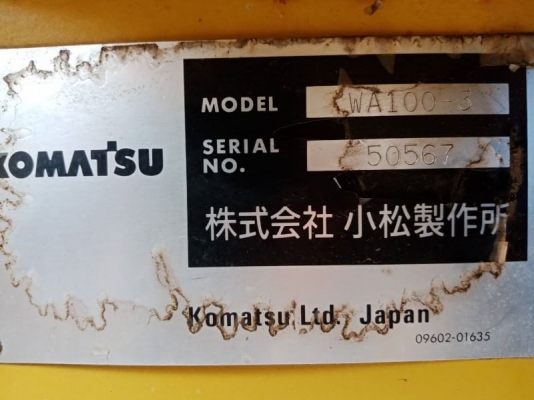 KOMATSU
MODEL WA100-3
SERIAL NO. 50567
株式会社 小松製作所
Komatsu Ltd. Japan
09602-01635